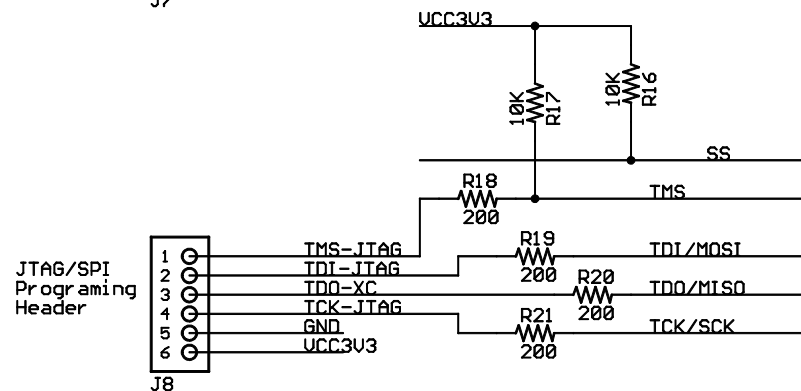 J7
VCC3V3
10K
R17
10K
R16
SS
R18
200
TMS
JTAG/SPI
Programing
Header
1
2
3
4
5
6
TMS-JTAG
TDI-JTAG
TDO-XC
TCK-JTAG
GND
VCC3V3
R19
200
TDI/MOSI
R20
200
TDO/MISO
R21
200
TCK/SCK
J8